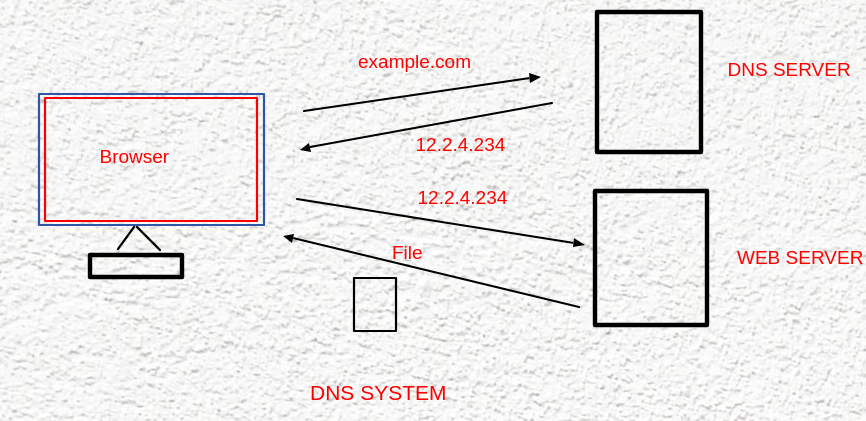 example.com
DNS SERVER
Browser
12.2.4.234
12.2.4.234
File
WEB SERVER
DNS SYSTEM